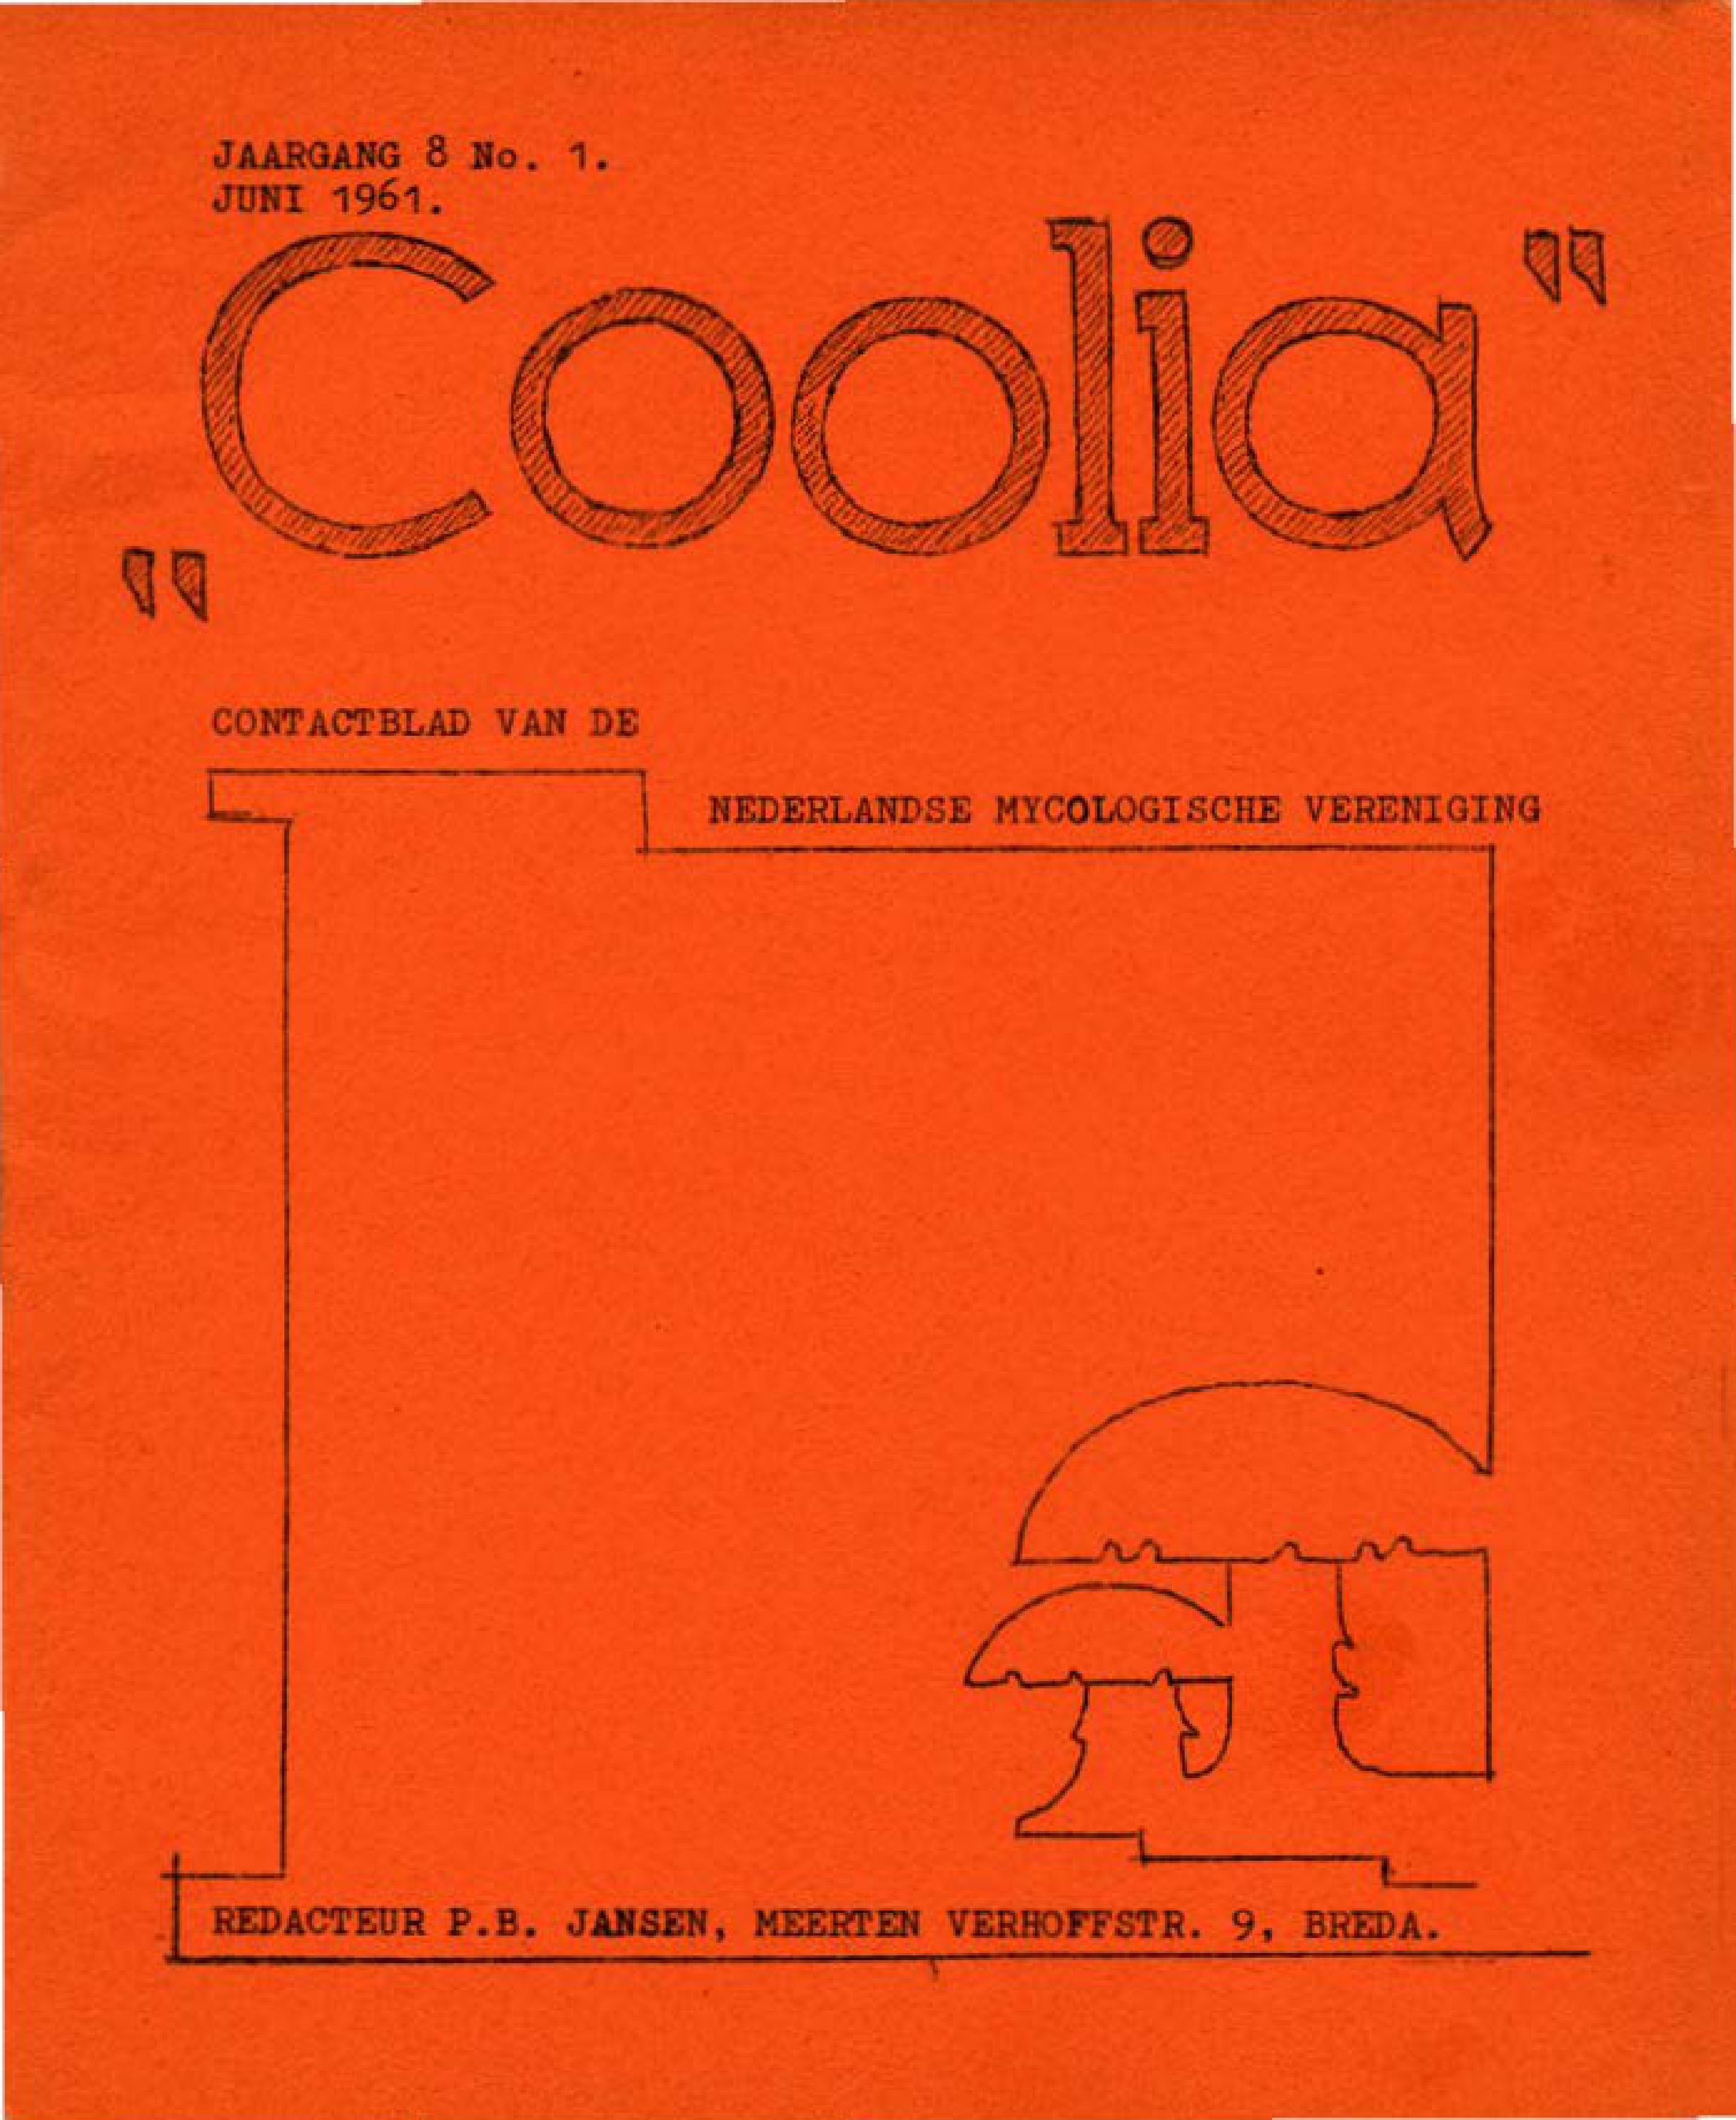 JAARGANG 8 No. 1.
JUNI 1961.
„Coolia"
CONTACTBLAD VAN DE
NEDERLANDSE MYCOLOGISCHE VERENIGING
REDACTEUR P.B. JANSEN, MEERTEN VERHOFFSTR. 9, BREDA.